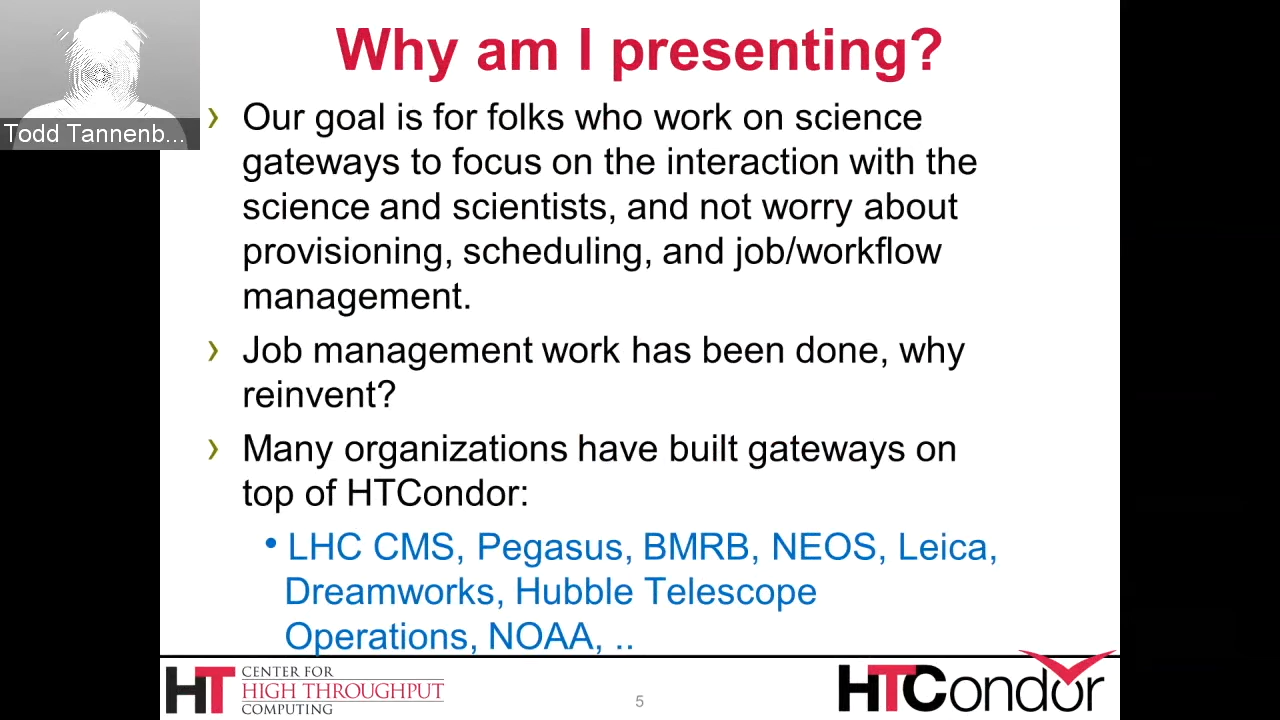 Why am I presenting?
Todd Tannenb...
› Our goal is for folks who work on science
gateways to focus on the interaction with the
science and scientists, and not worry about
provisioning, scheduling, and job/workflow
management.
› Job management work has been done, why
reinvent?
› Many organizations have built gateways on
top of HTCondor:
• LHC CMS, Pegasus, BMRB, NEOS, Leica,
Dreamworks, Hubble Telescope
Operations, NOAA, ..
HT
CENTER FOR
HIGH THROUGHPUT
COMPUTING
5
HTCondor